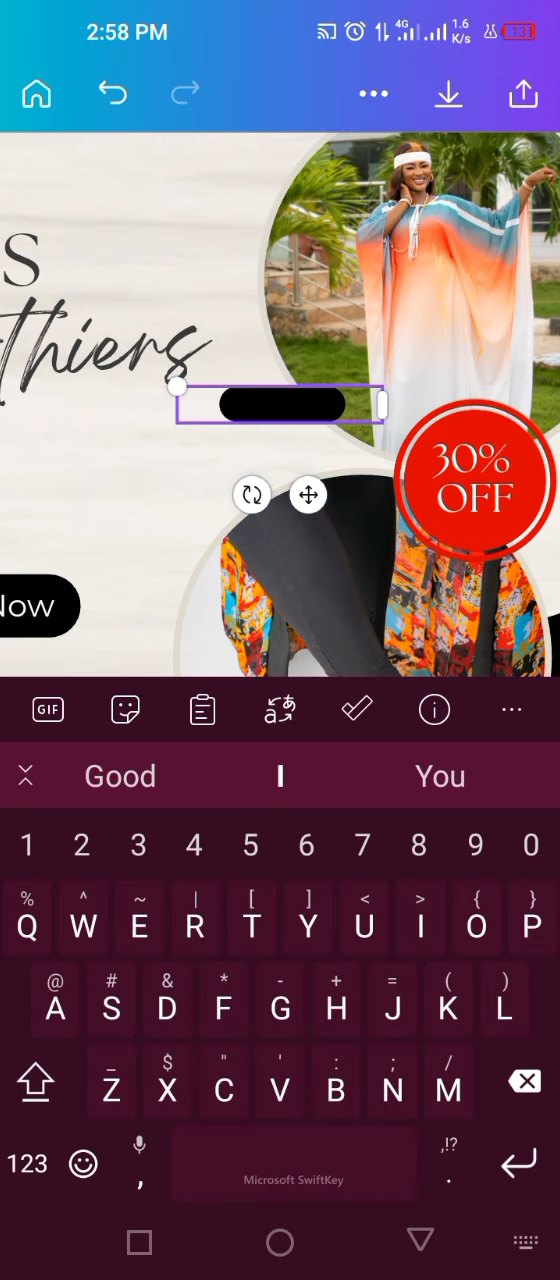 2:58 PM
4G
1.6
K/s
13
S
thiers
30%
OFF
Now
GIF
Good
I
You
1 2 3 4 5 6 7 8 9 0
% ^ ~ | [ ] < > { }
Q W E R T Y U I O P
@ # & * - + = ( )
A S D F G H J K L
_ $ " ' : ; /
Z X C V B N M
,!?
123 , Microsoft SwiftKey .